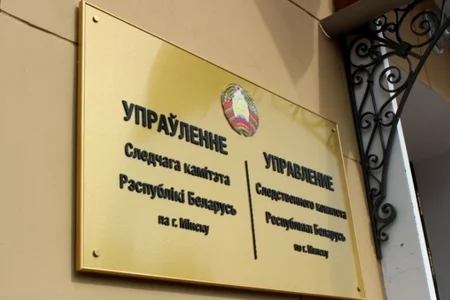 УПРАЎЛЕННЕ
Следчага камітэта
Рэспублікі Беларусь
па г. Мінску
УПРАВЛЕНИЕ
Следственного комитета
Республики Беларусь
по г. Минску